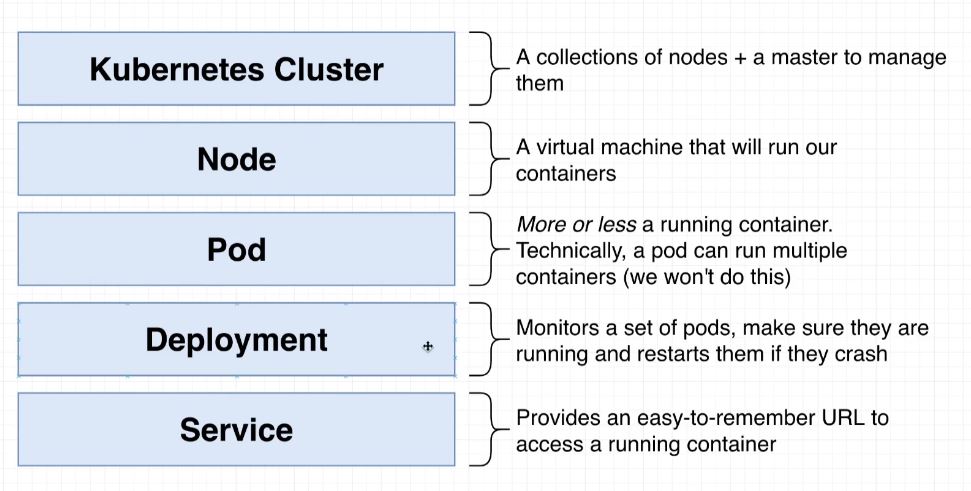 Kubernetes Cluster
A collections of nodes + a master to manage
them
Node
A virtual machine that will run our
containers
Pod
More or less a running container.
Technically, a pod can run multiple
containers (we won't do this)
Deployment
Monitors a set of pods, make sure they are
running and restarts them if they crash
Service
Provides an easy-to-remember URL to
access a running container